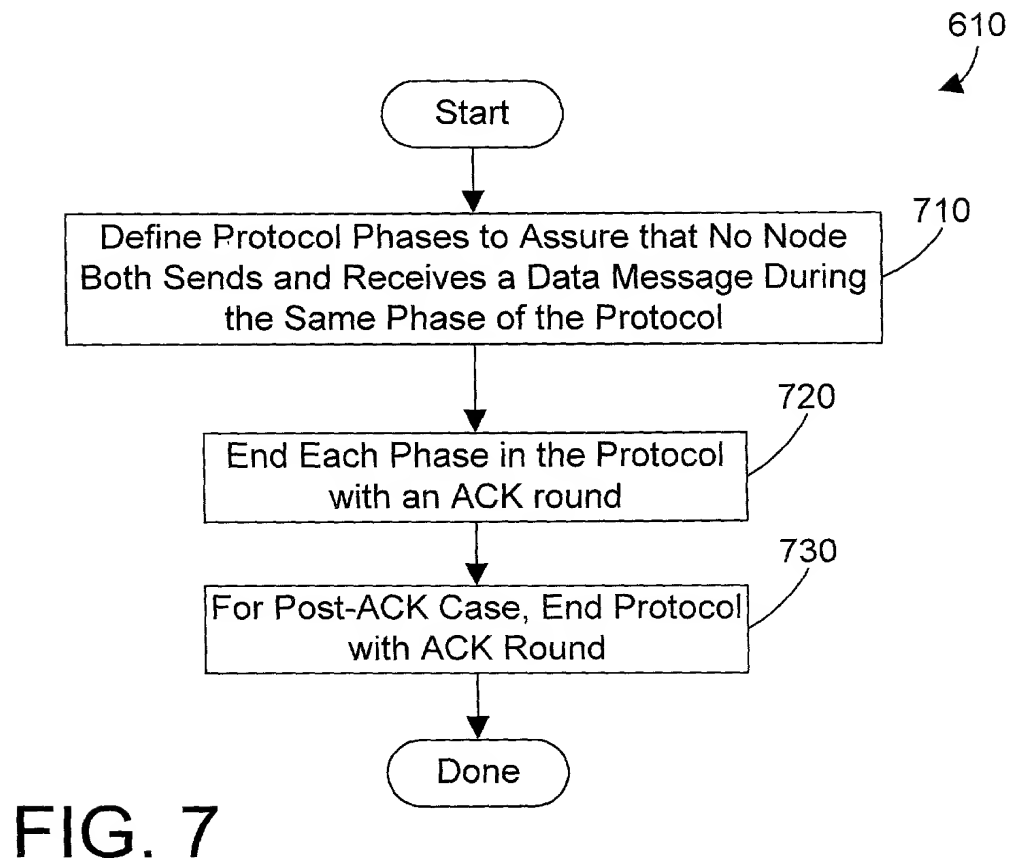 610
Start
710
Define Protocol Phases to Assure that No Node
Both Sends and Receives a Data Message During
the Same Phase of the Protocol
720
End Each Phase in the Protocol
with an ACK round
730
For Post-ACK Case, End Protocol
with ACK Round
Done
FIG. 7